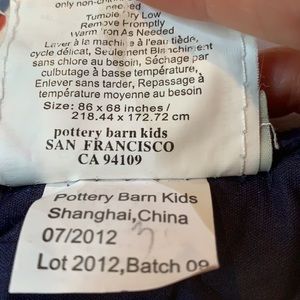 only non-chlo
needed
Tumble Dry Low
Remove Promptly
Warm Iron As Needed
Laver à la machine à l'eau tiède,
cycle délicat, Seulement Blanchiment
sans chlore au besoin, Séchage par
culbutage à basse température,
Enlever sans tarder, Repassage à
température moyenne au besoin
Size: 86 x 68 inches /
218.44 x 172.72 cm
pottery barn kids
SAN FRANCISCO
CA 94109
Pottery Barn Kids
Shanghai,China
07/2012
Lot 2012,Batch 09